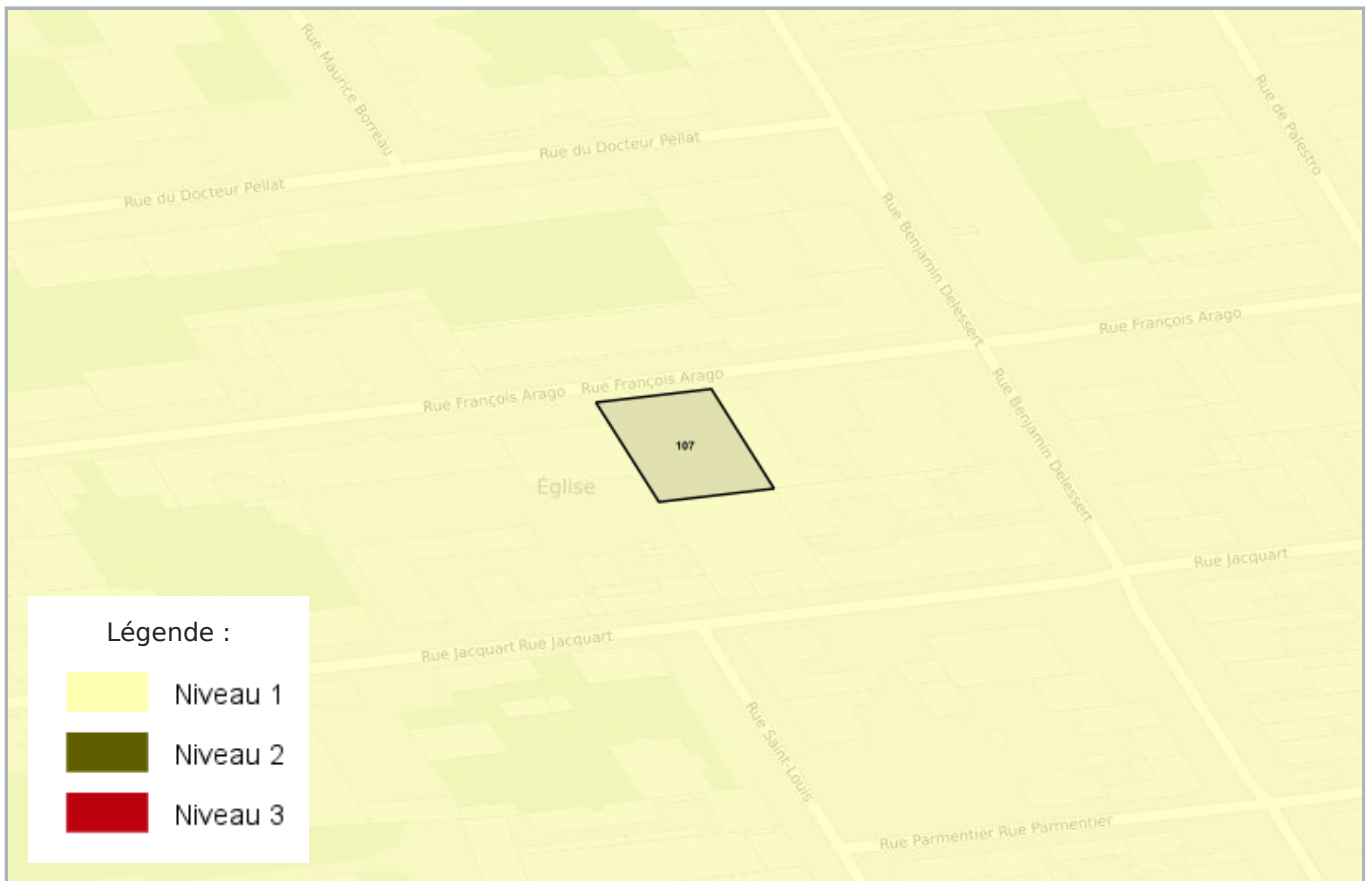 Rue Maurice Borreau
Rue de Palestro
Rue du Docteur Pellat
Rue du Docteur Pellat
Rue Benjamin Delessert
Rue François Arago
Rue François Arago
Rue François Arago
Rue Benjamin Delessert
107
Église
Rue Jacquart
Rue Jacquart Rue Jacquart
Rue Saint-Louis
Rue Parmentier Rue Parmentier
Légende :
Niveau 1
Niveau 2
Niveau 3